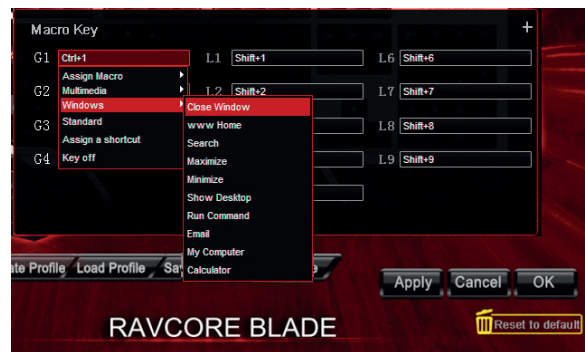 Macro Key +
G1 Ctrl+1 L1 Shift+1 L6 Shift+6
Assign Macro
G2 Multimedia L2 Shift+2 L7 Shift+7
Windows Close Window
G3 Standard www Home L8 Shift+8
Assign a shortcut Search
G4 Key off Maximize L9 Shift+9
Minimize
Show Desktop
Run Command
Email
My Computer
Calculator
Profile Load Profile
Apply Cancel OK
RAVCORE BLADE
Reset to default